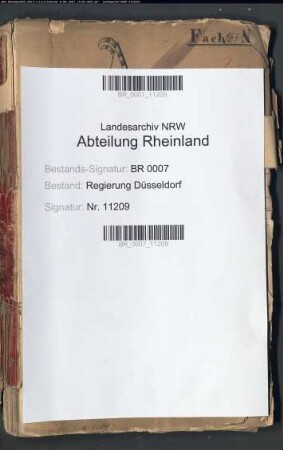 Fach
N
BR_0007_11209
Landesarchiv NRW
Abteilung Rheinland
Bestands-Signatur: BR 0007
Bestand: Regierung Düsseldorf
Signatur: Nr. 11209
BR_0007_11209